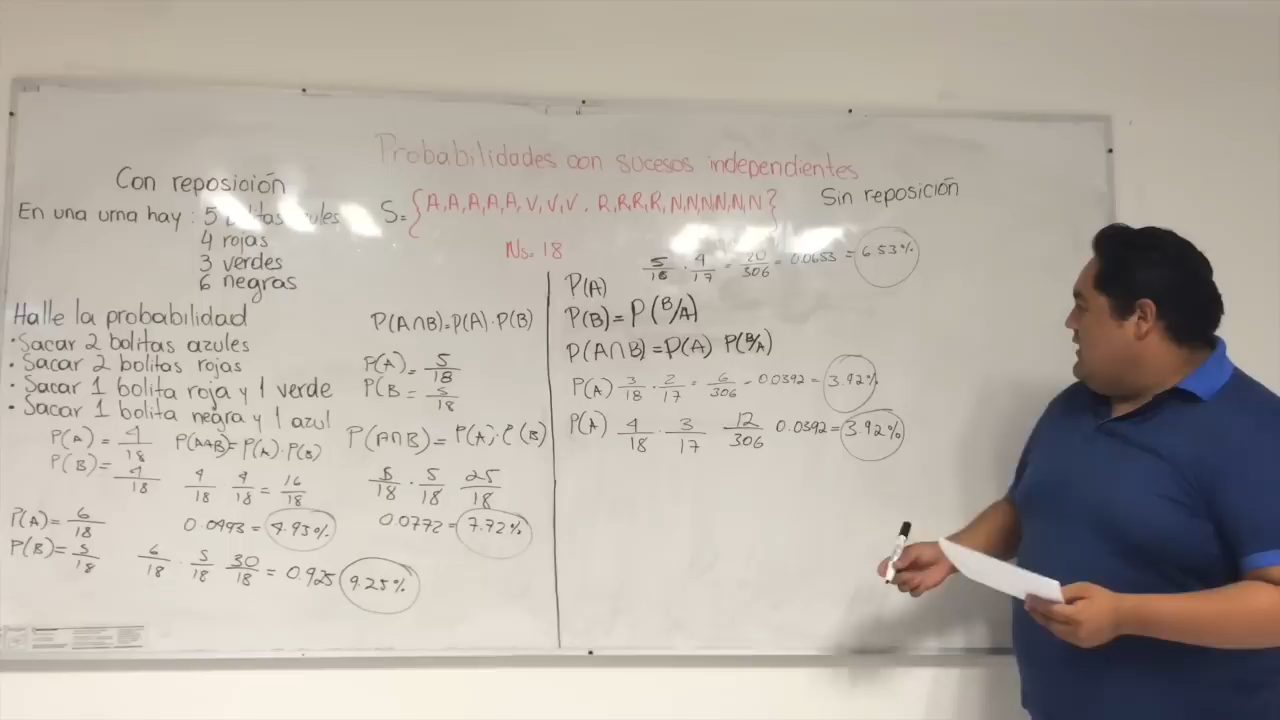 Probabilidades con sucesos independientes
Con reposición
En una urna hay : 5 bolitas azules
4 rojas
3 verdes
6 negras
S={A,A,A,A,A,V,V,V. R,R,R,R,N,N,N,N,N,N}
Ns. 18
Halle la probabilidad
• Sacar 2 bolitas azules
• Sacar 2 bolitas rojas
• Sacar 1 bolita roja y 1 verde
• Sacar 1 bolita negra y 1 azul
P(A∩B)=P(A)·P(B)
P(A)= 5/18
P(B = 5/18
P(A∩B)=P(A)·P(B)
5/18 · 5/18 25/18
0.0772 = 7.72%
P(A) = 4/18
P(B)= 4/18
P(A∩B)=P(A)·P(B)
4/18 4/18 = 16/18
0.0493= 4.93%
P(A)= 6/18
P(B)= 5/18
6/18 · 5/18 30/18 = 0.925 9.25%
Sin reposición
5/18 · 4/17 = 20/306 = 0.0653 = 6.53%
P(A)
P(B)=P(B/A)
P(A∩B)=P(A) P(B/A)
P(A) 3/18 · 2/17 = 6/306 = 0.0392 = 3.92%
P(A) 4/18 · 3/17 12/306 0.0392= 3.92%